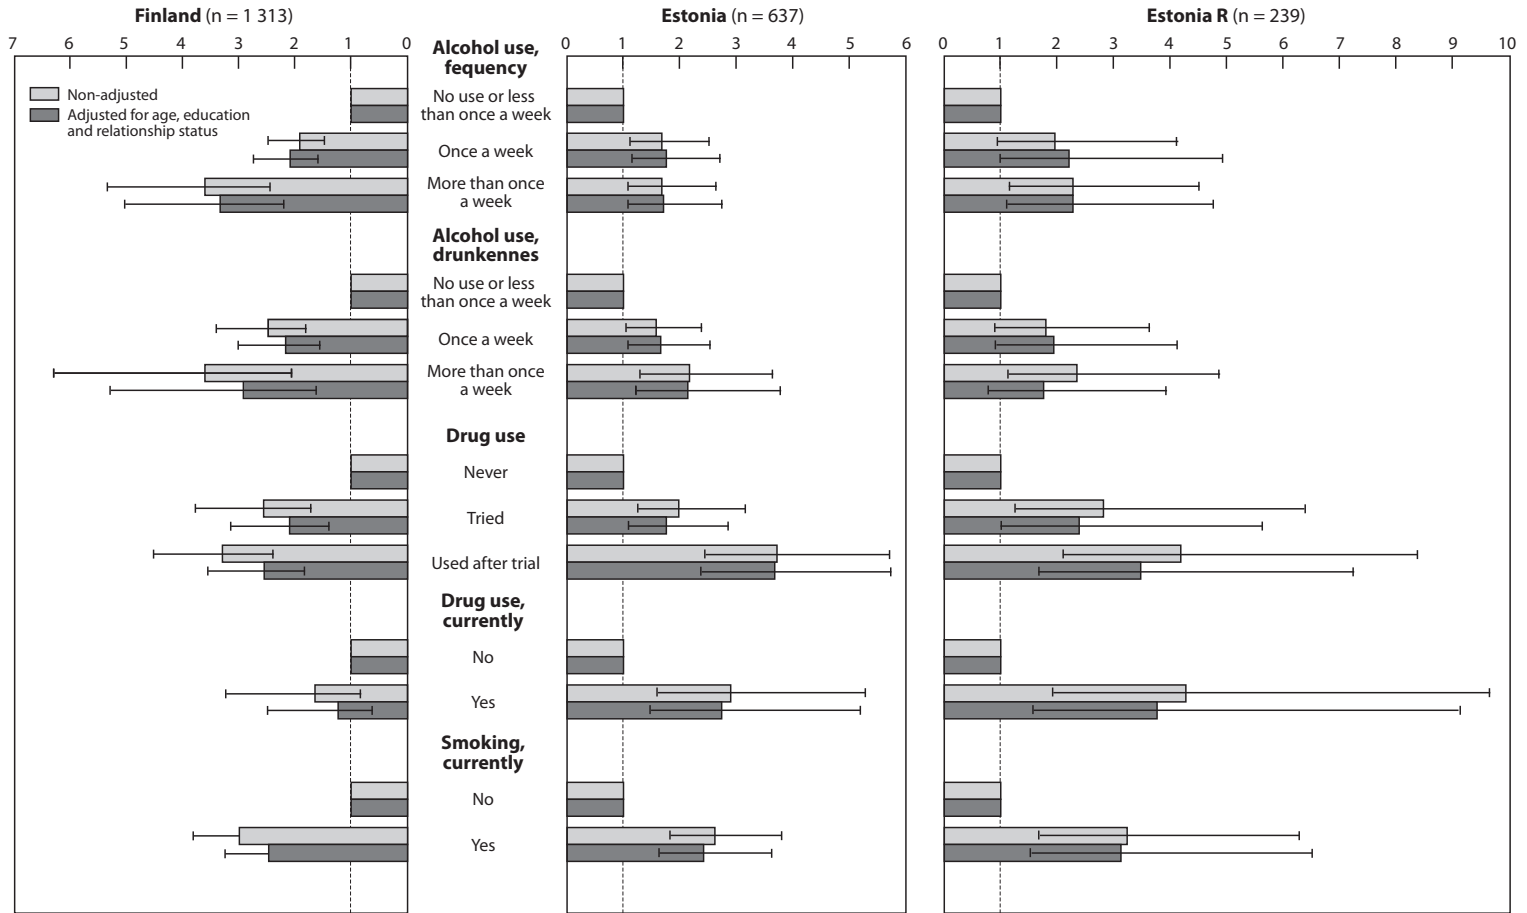 Finland (n = 1 313)
Estonia (n = 637)
Estonia R (n = 239)
7 6 5 4 3 2 1 0
0 1 2 3 4 5 6
0 1 2 3 4 5 6 7 8 9 10
Non-adjusted
Adjusted for age, education
and relationship status
Alcohol use,
fequency
No use or less
than once a week
Once a week
More than once
a week
Alcohol use,
drunkennes
No use or less
than once a week
Once a week
More than once
a week
Drug use
Never
Tried
Used after trial
Drug use,
currently
No
Yes
Smoking,
currently
No
Yes